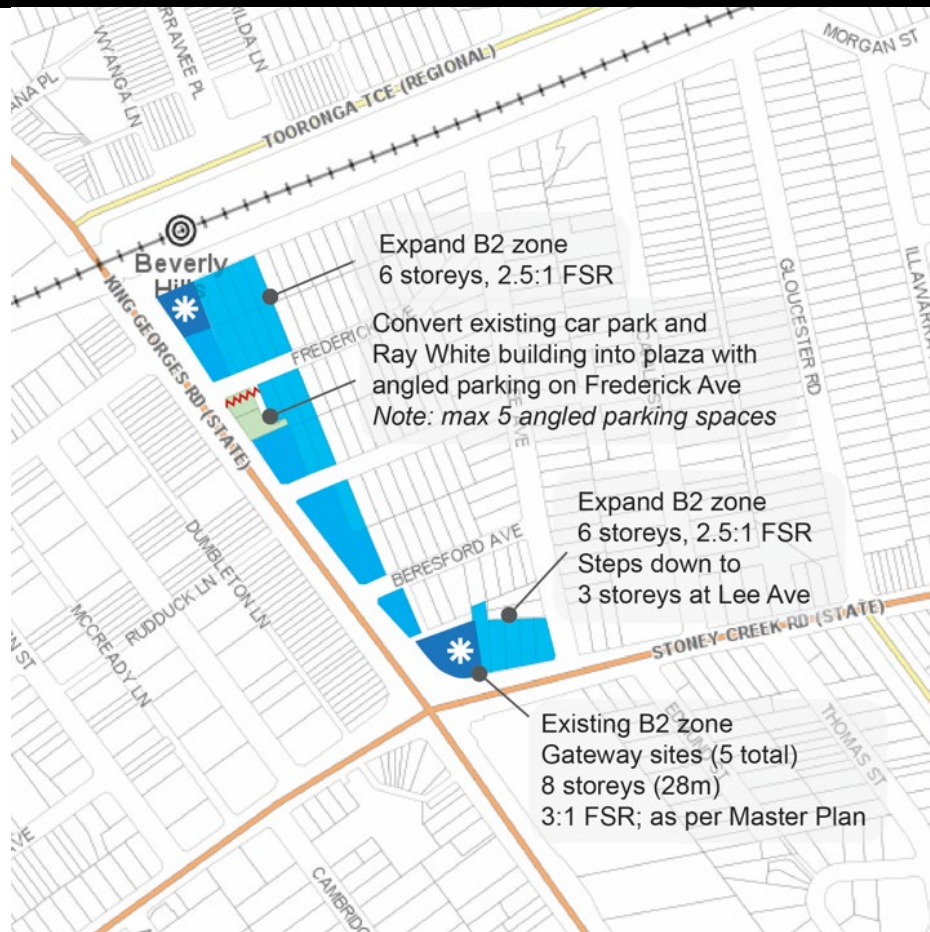 WYANGA LN
TOORONGA TCE (REGIONAL)
MORGAN ST
Beverly
KING GEORGES RD (STATE)
Expand B2 zone
6 storeys, 2.5:1 FSR
GLOUCESTER RD
Convert existing car park and
Ray White building into plaza with
angled parking on Frederick Ave
Note: max 5 angled parking spaces
Expand B2 zone
6 storeys, 2.5:1 FSR
Steps down to
3 storeys at Lee Ave
BERESFORD AVE
DUMBLETON LN
RUDDUCK LN
MCCREADY LN
STONEY CREEK RD (STATE)
Existing B2 zone
Gateway sites (5 total)
8 storeys (28m)
3:1 FSR; as per Master Plan
THOMAS ST